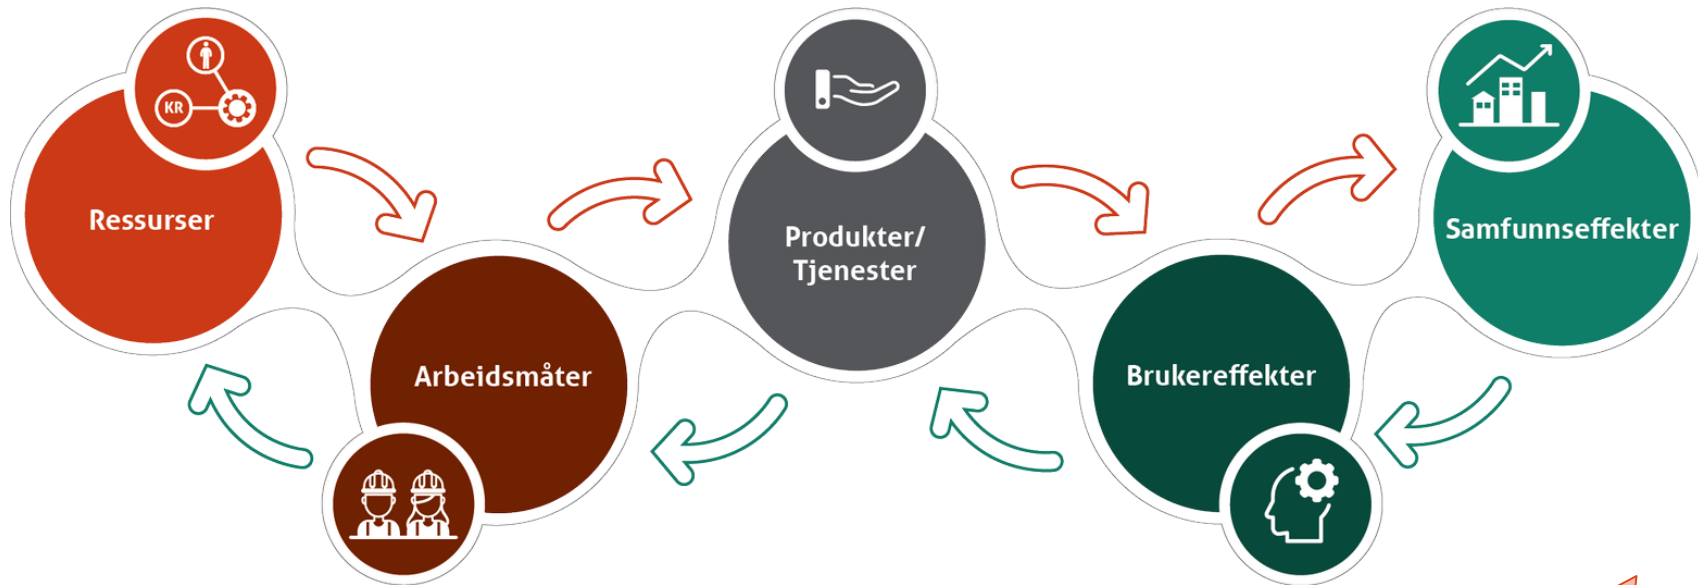 KR
Ressurser
Arbeidsmåter
Produkter/
Tjenester
Brukereffekter
Samfunnseffekter